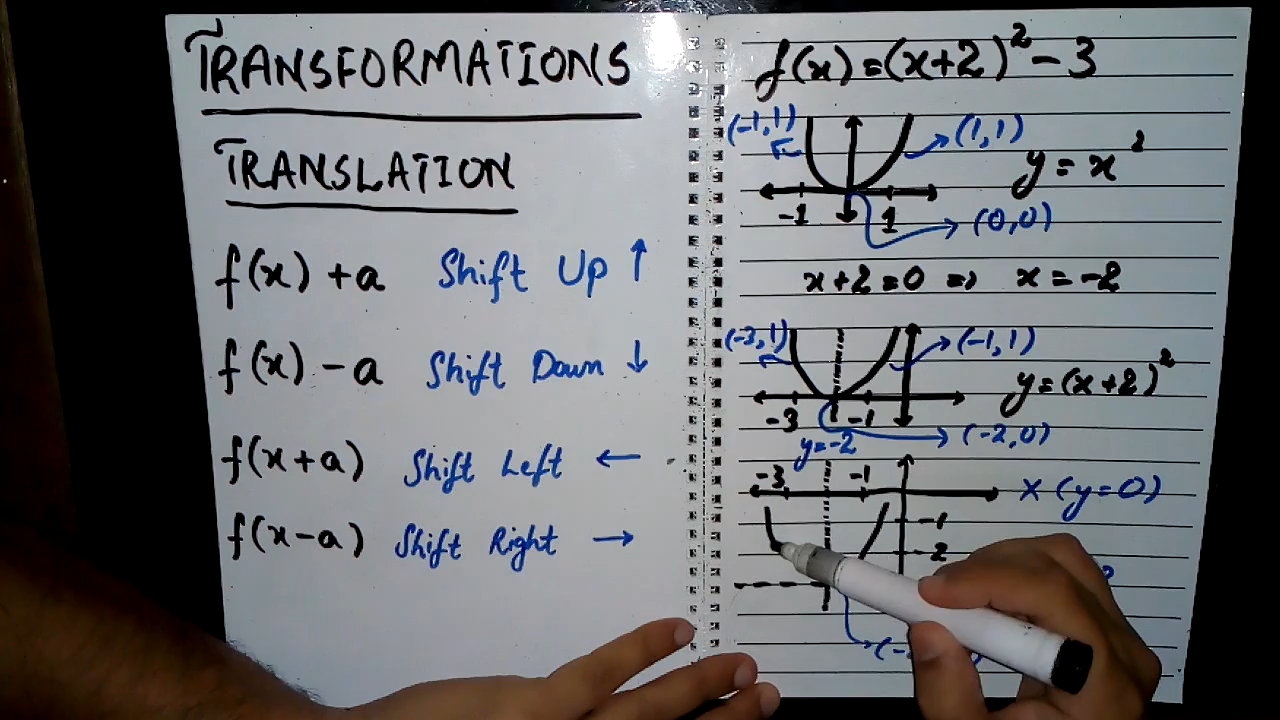 TRANSFORMATIONS
TRANSLATION
f(x) + a Shift Up ↑
f(x) - a Shift Down ↓
f(x+a) Shift Left ←
f(x-a) Shift Right →
f(x) = (x+2)² - 3
(-1,1) (1,1)
y = x²
-1 1 (0,0)
x+2=0 ⇒ x = -2
(-3,1) (-1,1)
y=(x+2)²
-3 -1
y=-2 (-2,0)
-3 -1 X (y=0)
-1
-2